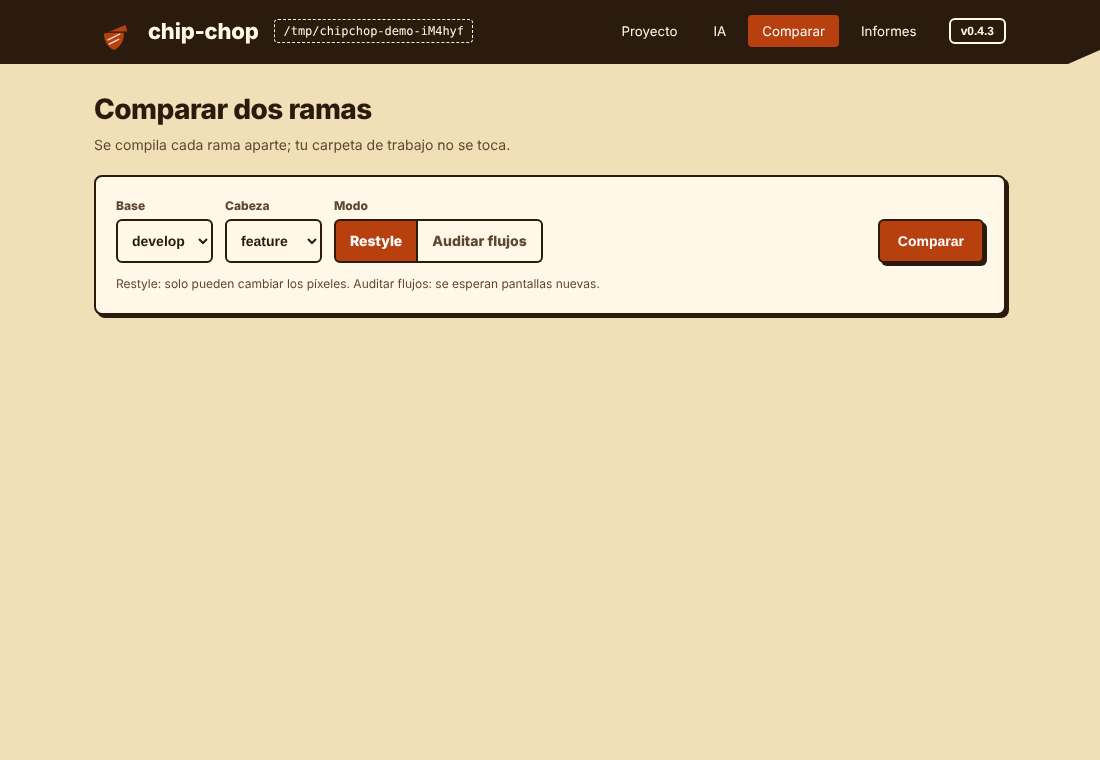 chip-chop
/tmp/chipchop-demo-iM4hyf
Proyecto
IA
Comparar
Informes
v0.4.3
Comparar dos ramas
Se compila cada rama aparte; tu carpeta de trabajo no se toca.
Base
Cabeza
Modo
develop
feature
Restyle
Auditar flujos
Comparar
Restyle: solo pueden cambiar los píxeles. Auditar flujos: se esperan pantallas nuevas.